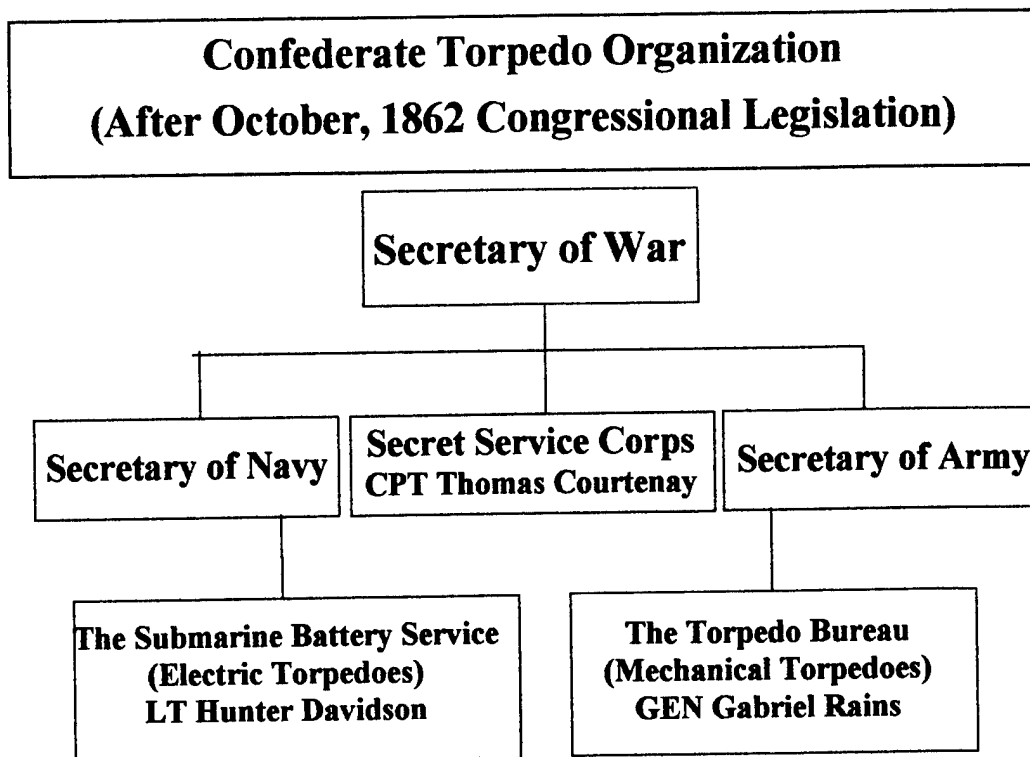 Confederate Torpedo Organization
(After October, 1862 Congressional Legislation)
Secretary of War
Secretary of Navy
Secret Service Corps
CPT Thomas Courtenay
Secretary of Army
The Submarine Battery Service
(Electric Torpedoes)
LT Hunter Davidson
The Torpedo Bureau
(Mechanical Torpedoes)
GEN Gabriel Rains